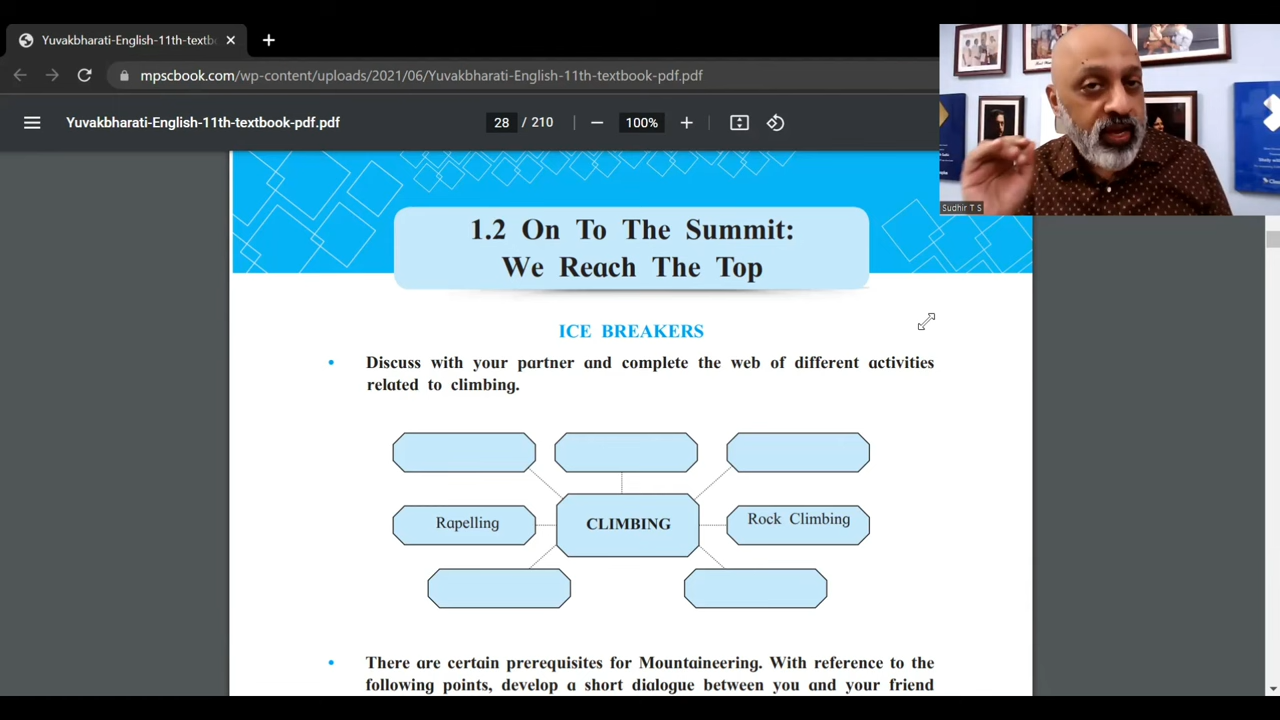 Yuvakbharati-English-11th-textb
mpscbook.com/wp-content/uploads/2021/06/Yuvakbharati-English-11th-textbook-pdf.pdf
Yuvakbharati-English-11th-textbook-pdf.pdf
28 / 210
100%
1.2 On To The Summit:
We Reach The Top
ICE BREAKERS
• Discuss with your partner and complete the web of different activities
related to climbing.
Rapelling
CLIMBING
Rock Climbing
• There are certain prerequisites for Mountaineering. With reference to the
following points, develop a short dialogue between you and your friend
Sudhir T S